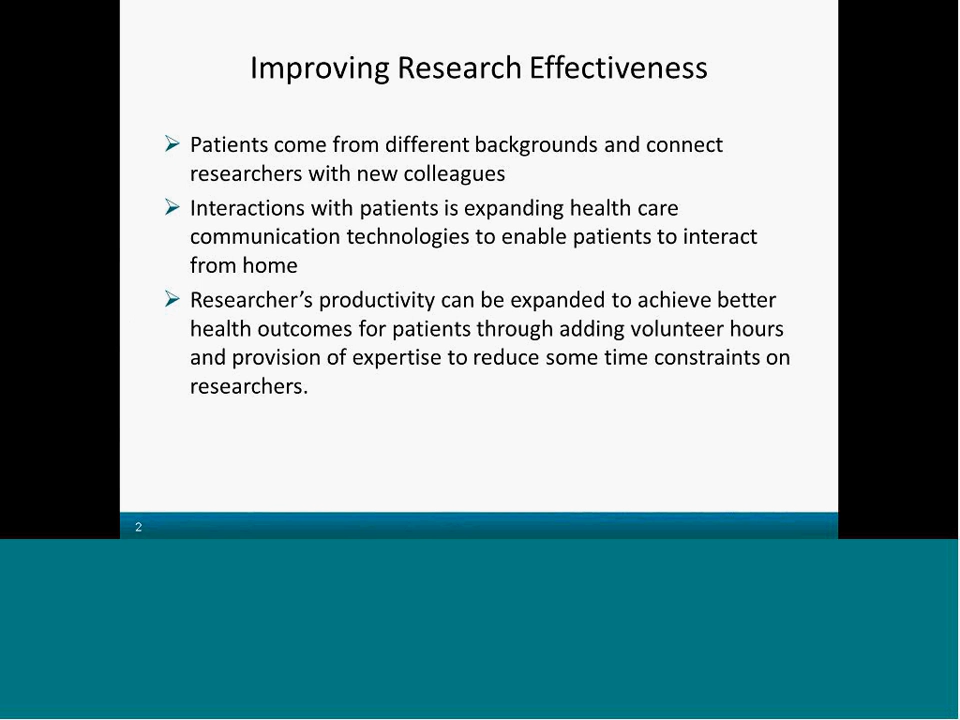 Improving Research Effectiveness
➢ Patients come from different backgrounds and connect
researchers with new colleagues
➢ Interactions with patients is expanding health care
communication technologies to enable patients to interact
from home
➢ Researcher’s productivity can be expanded to achieve better
health outcomes for patients through adding volunteer hours
and provision of expertise to reduce some time constraints on
researchers.
2